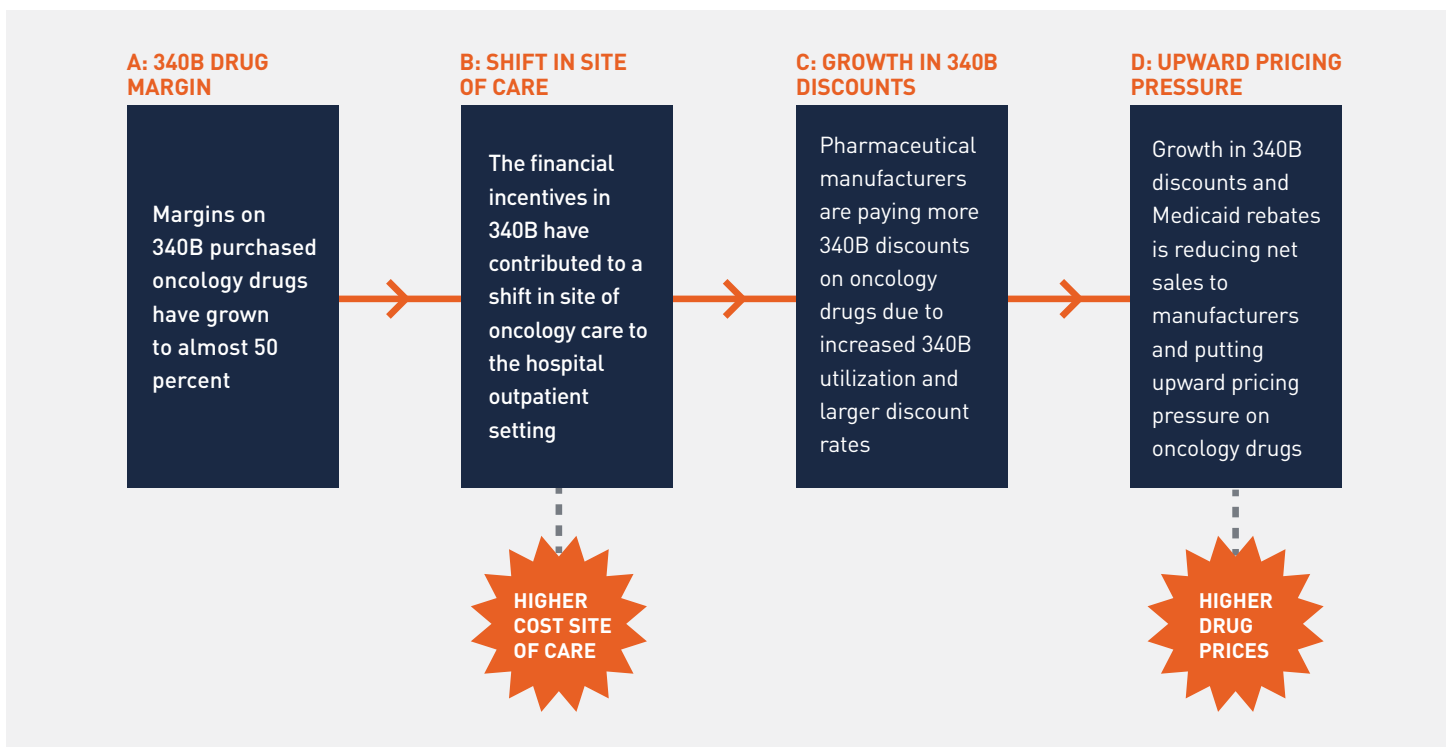 A: 340B DRUG
MARGIN
Margins on
340B purchased
oncology drugs
have grown
to almost 50
percent
B: SHIFT IN SITE
OF CARE
The financial
incentives in
340B have
contributed to a
shift in site of
oncology care to
the hospital
outpatient
setting
HIGHER
COST SITE
OF CARE
C: GROWTH IN 340B
DISCOUNTS
Pharmaceutical
manufacturers
are paying more
340B discounts
on oncology
drugs due to
increased 340B
utilization and
larger discount
rates
D: UPWARD PRICING
PRESSURE
Growth in 340B
discounts and
Medicaid rebates
is reducing net
sales to
manufacturers
and putting
upward pricing
pressure on
oncology drugs
HIGHER
DRUG
PRICES